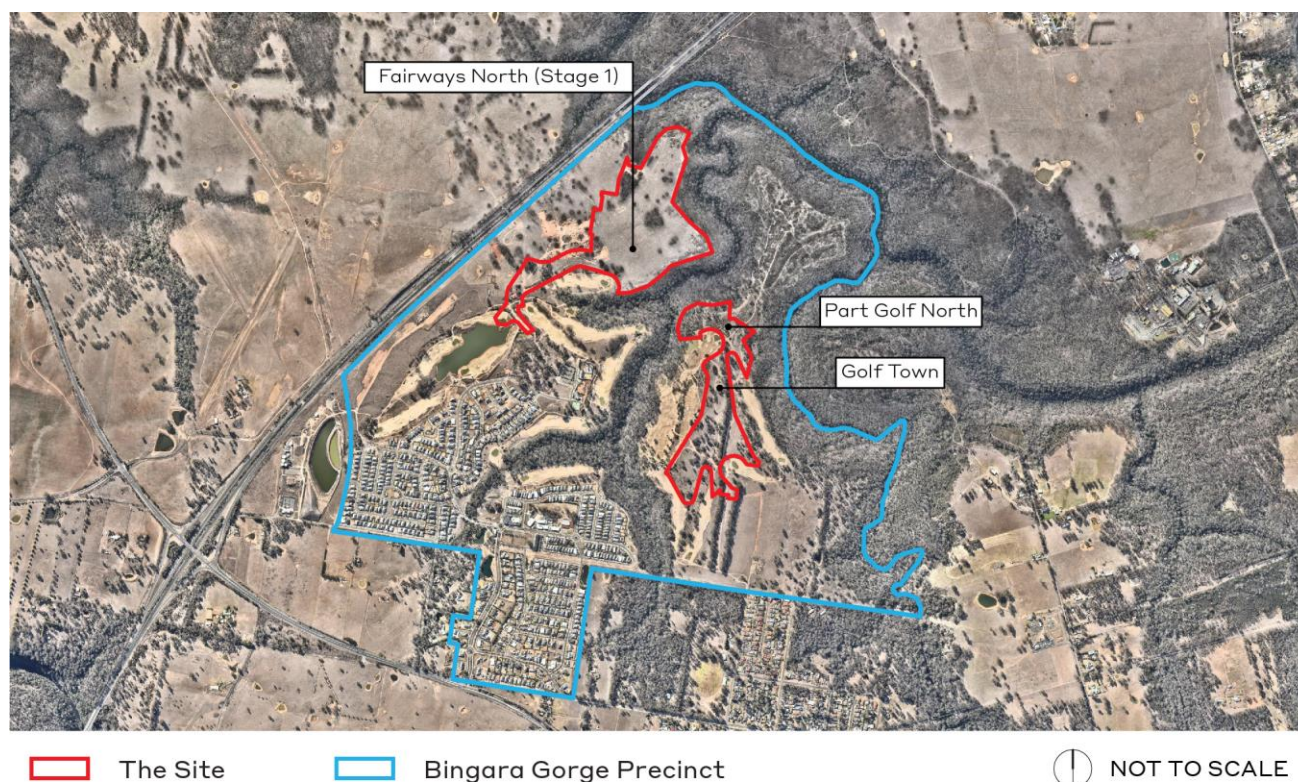 Fairways North (Stage 1)
Part Golf North
Golf Town
The Site
Bingara Gorge Precinct
NOT TO SCALE